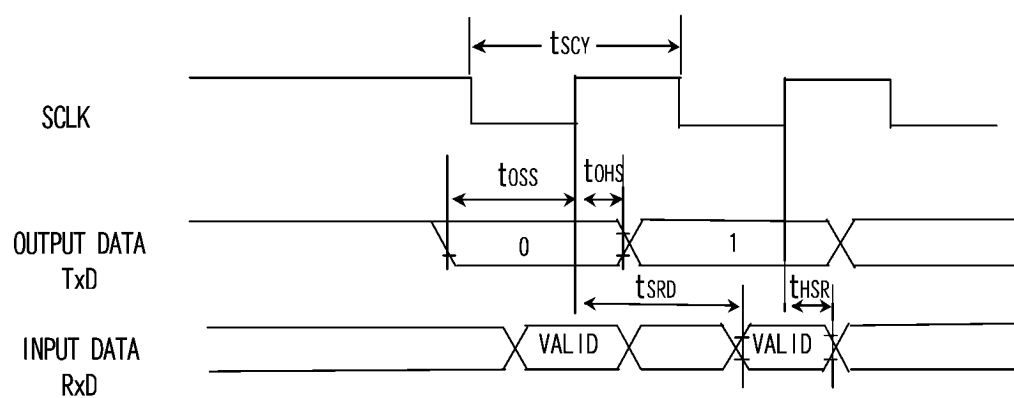 tSCY
SCLK
tOSS
tOHS
OUTPUT DATA
TxD
0
1
tSRD
tHSR
INPUT DATA
RxD
VALID
VALID